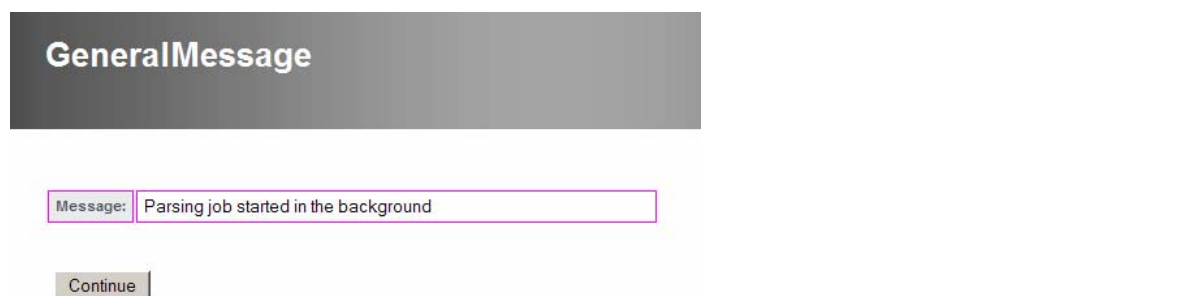 GeneralMessage
Message: Parsing job started in the background
Continue